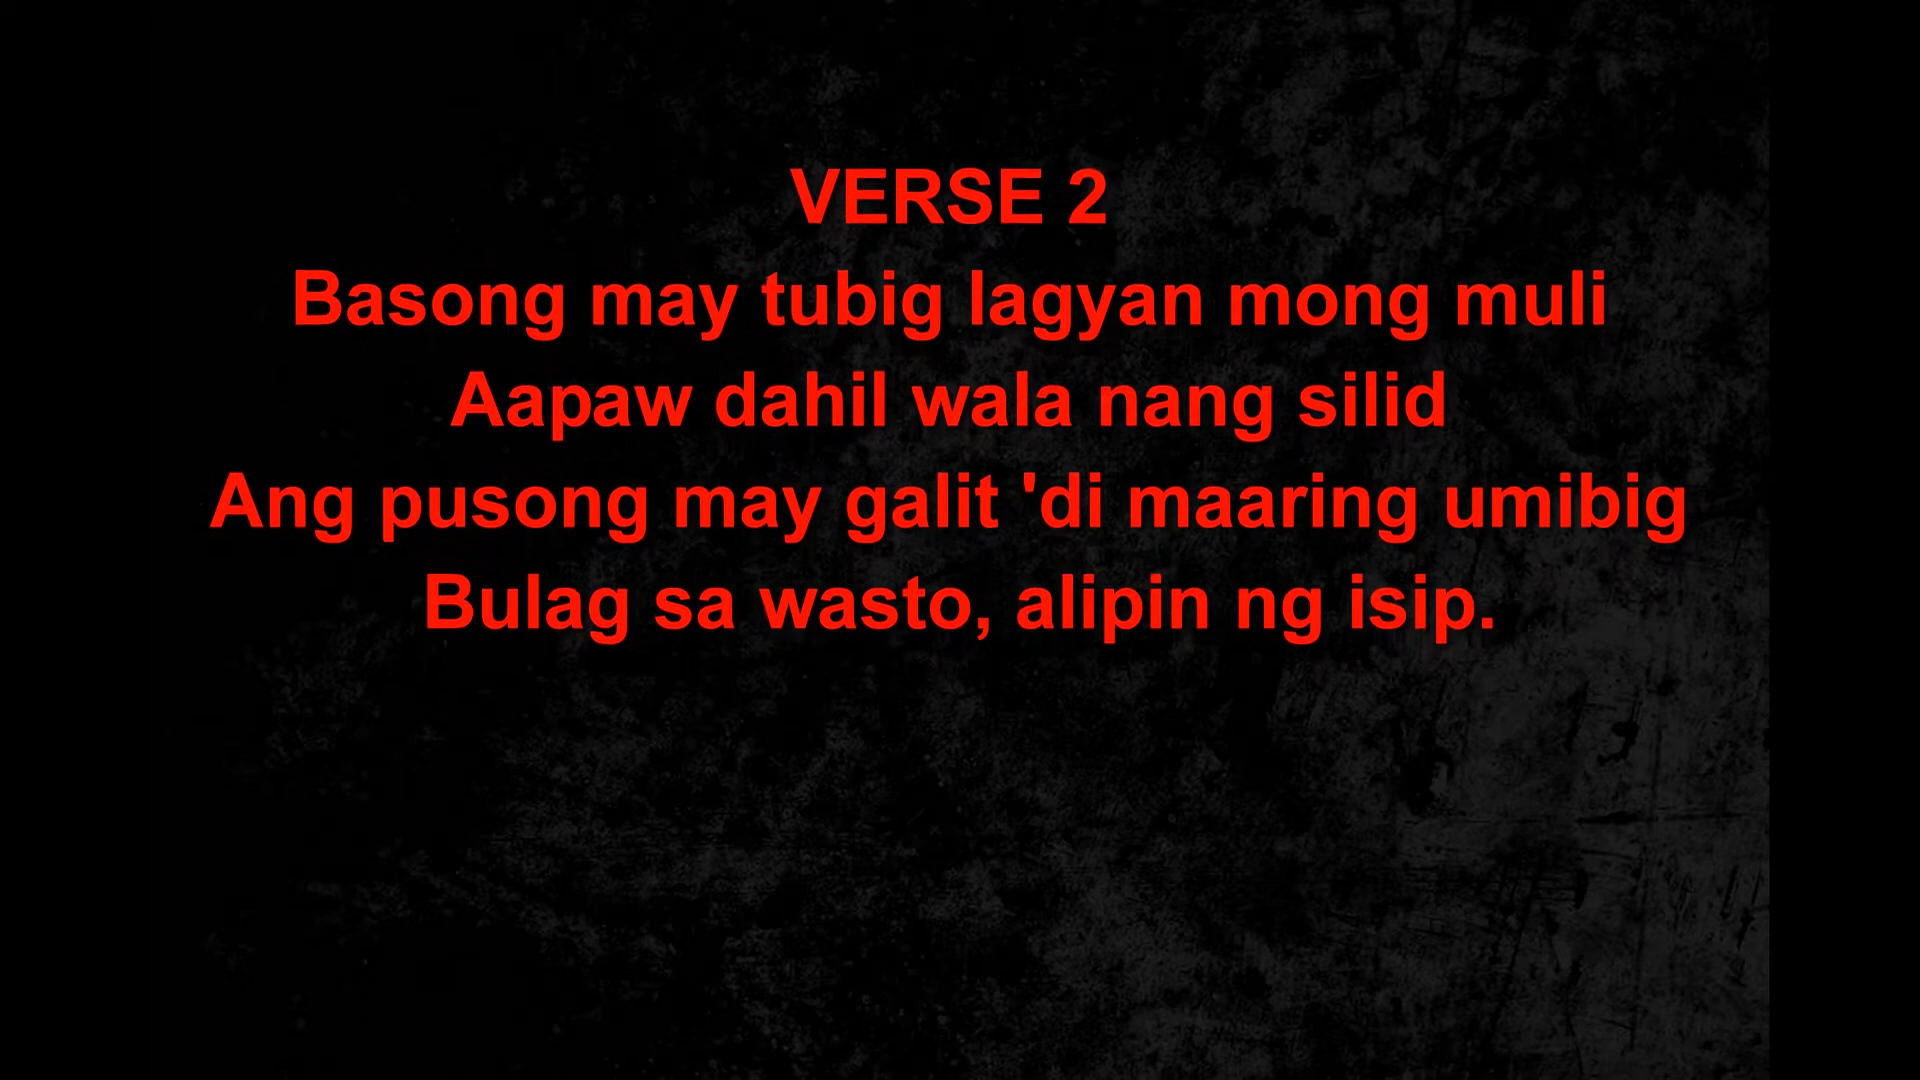 VERSE 2
Basong may tubig lagyan mong muli
Aapaw dahil wala nang silid
Ang pusong may galit 'di maaring umibig
Bulag sa wasto, alipin ng isip.